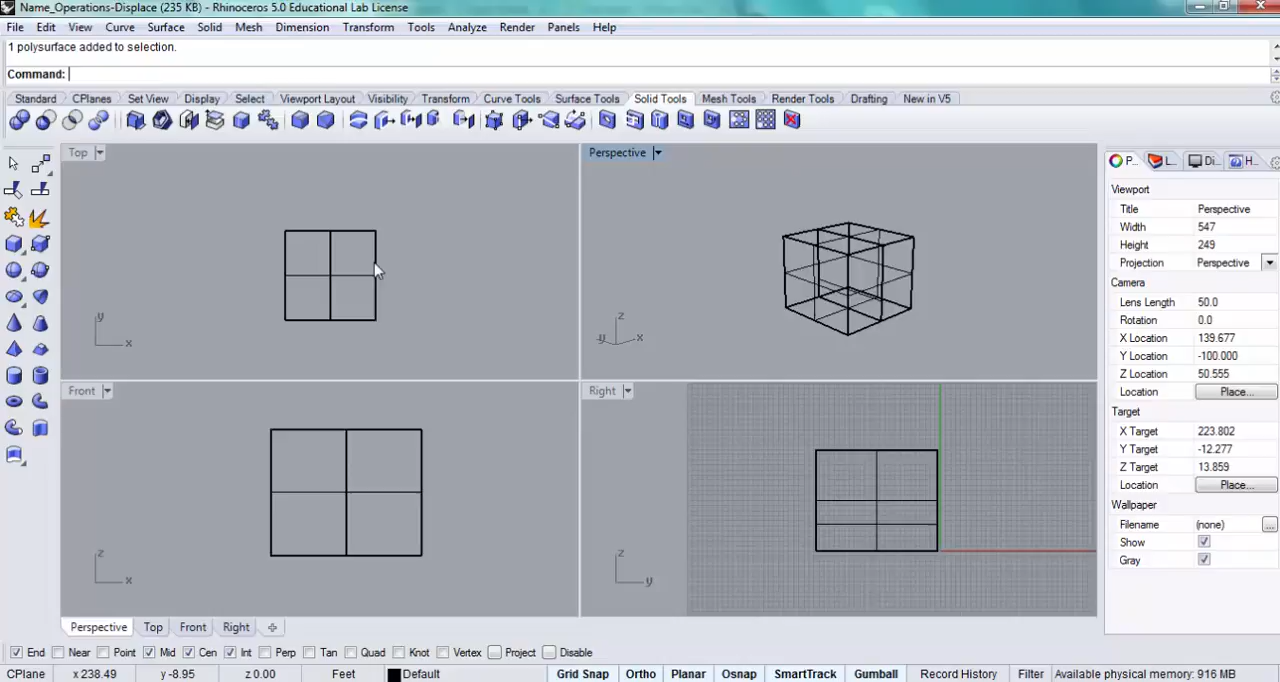 Name_Operations-Displace (235 KB) - Rhinoceros 5.0 Educational Lab License
File Edit View Curve Surface Solid Mesh Dimension Transform Tools Analyze Render Panels Help
1 polysurface added to selection.
Command:
Standard CPlanes Set View Display Select Viewport Layout Visibility Transform Curve Tools Surface Tools Solid Tools Mesh Tools Render Tools Drafting New in V5
Top Perspective P... L... Di... H...
Viewport
Title Perspective
Width 547
Height 249
Projection Perspective
Camera
Lens Length 50.0
Rotation 0.0
X Location 139.677
Y Location -100.000
Z Location 50.555
Location Place...
Target
X Target 223.802
Y Target -12.277
Z Target 13.859
Location Place...
Wallpaper
Filename (none) ...
Show
Gray
y x
z y x
Front Right
z x
z y
Perspective Top Front Right
End Near Point Mid Cen Int Perp Tan Quad Knot Vertex Project Disable
CPlane x 238.49 y -8.95 z 0.00 Feet Default Grid Snap Ortho Planar Osnap SmartTrack Gumball Record History Filter Available physical memory: 916 MB